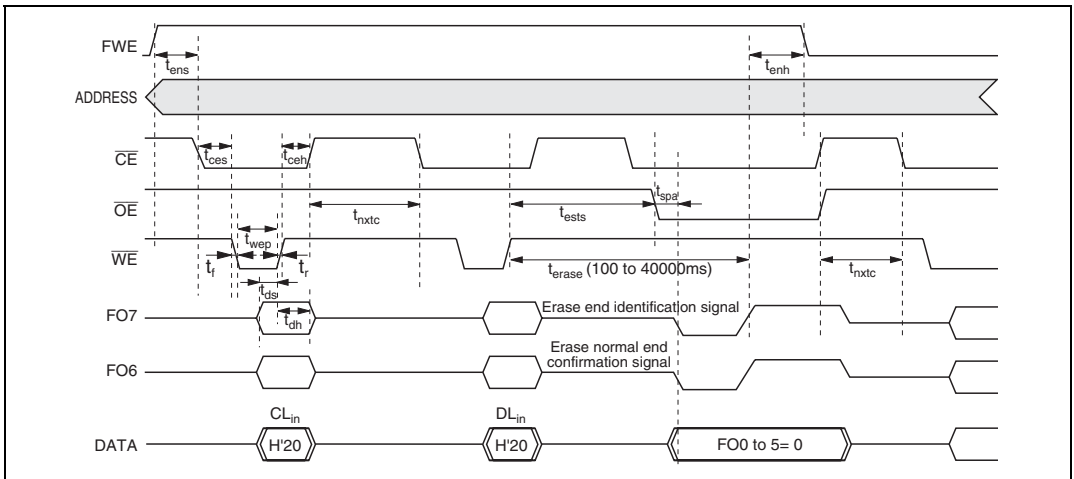 FWE
t_ens
t_enh
ADDRESS
CE
t_ces
t_ceh
t_spa
OE
t_nxtc
t_ests
t_wep
WE
t_f
t_r
t_erase (100 to 40000ms)
t_nxtc
t_ds
FO7
t_dh
Erase end identification signal
Erase normal end
confirmation signal
FO6
CL_in
DL_in
DATA
H'20
H'20
FO0 to 5= 0